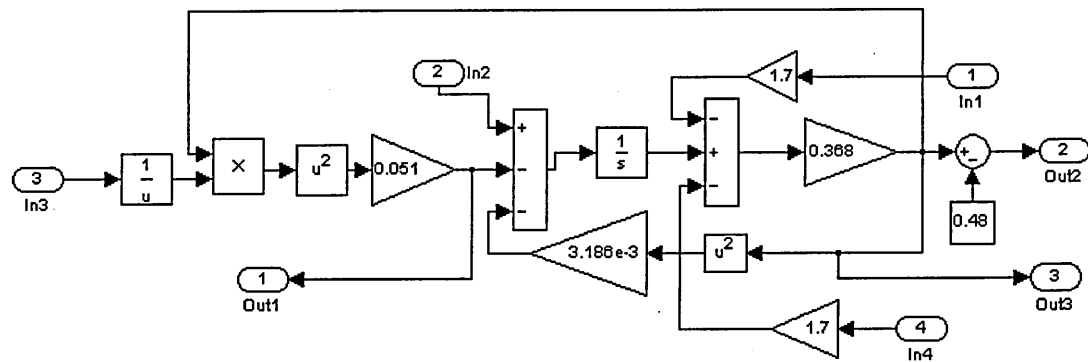 2
In2
1.7
1
In1
+
−
−
−
+
−
1
s
0.368
+
−
2
Out2
0.48
3
In3
1
u
×
u²
0.051
3.186e-3
u²
1
Out1
3
Out3
1.7
4
In4